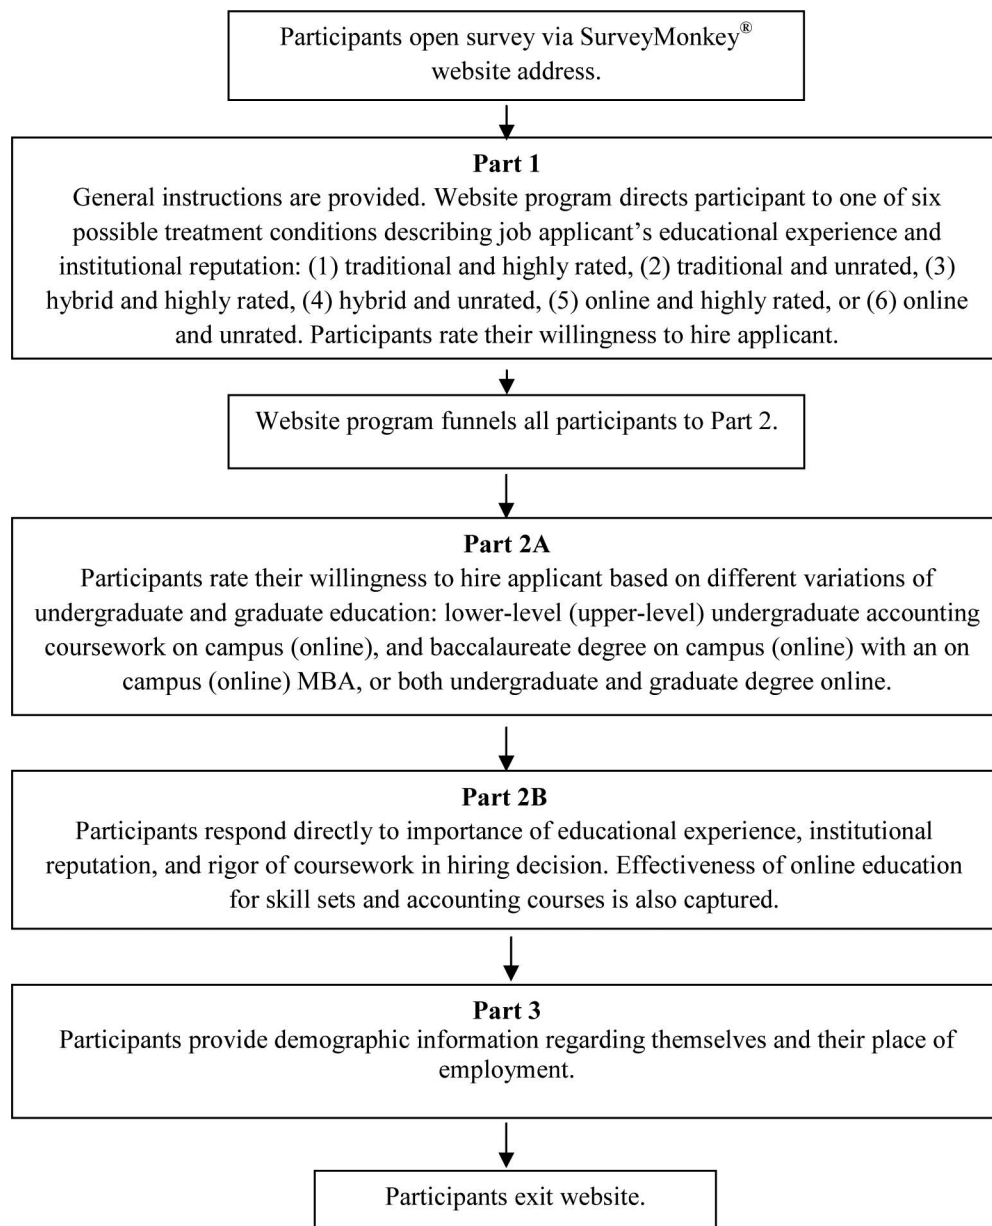 Participants open survey via SurveyMonkey®
website address.
Part 1
General instructions are provided. Website program directs participant to one of six
possible treatment conditions describing job applicant’s educational experience and
institutional reputation: (1) traditional and highly rated, (2) traditional and unrated, (3)
hybrid and highly rated, (4) hybrid and unrated, (5) online and highly rated, or (6) online
and unrated. Participants rate their willingness to hire applicant.
Website program funnels all participants to Part 2.
Part 2A
Participants rate their willingness to hire applicant based on different variations of
undergraduate and graduate education: lower-level (upper-level) undergraduate accounting
coursework on campus (online), and baccalaureate degree on campus (online) with an on
campus (online) MBA, or both undergraduate and graduate degree online.
Part 2B
Participants respond directly to importance of educational experience, institutional
reputation, and rigor of coursework in hiring decision. Effectiveness of online education
for skill sets and accounting courses is also captured.
Part 3
Participants provide demographic information regarding themselves and their place of
employment.
Participants exit website.